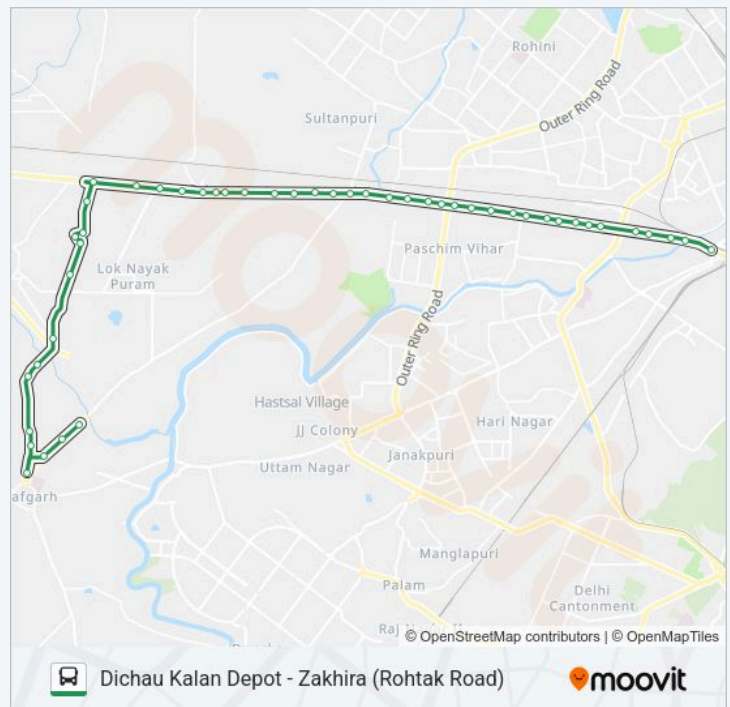 Rohini
Outer Ring Road
Sultanpuri
Paschim Vihar
Lok Nayak
Puram
Outer Ring Road
Hastsal Village
JJ Colony
Hari Nagar
Janakpuri
Uttam Nagar
afgarh
Manglapuri
Palam
Delhi
Cantonment
© OpenStreetMap contributors | © OpenMapTiles
Dichau Kalan Depot - Zakhira (Rohtak Road)
moovit
moovit